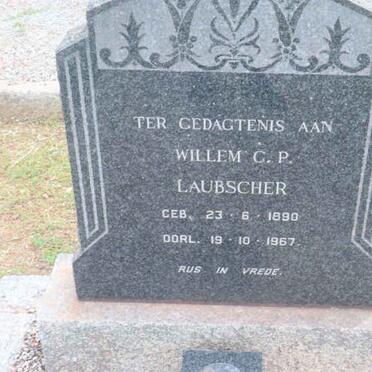 TER GEDAGTENIS AAN
WILLEM G. P.
LAUBSCHER
GEB. 23 · 6 · 1890
OORL. 19 · 10 · 1967.
RUS IN VREDE.